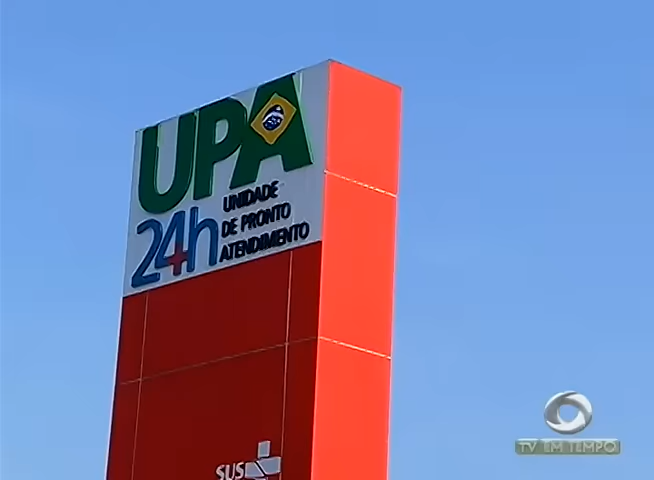 UPA
24h
UNIDADE
DE PRONTO
ATENDIMENTO
SUS
TV EM TEMPO